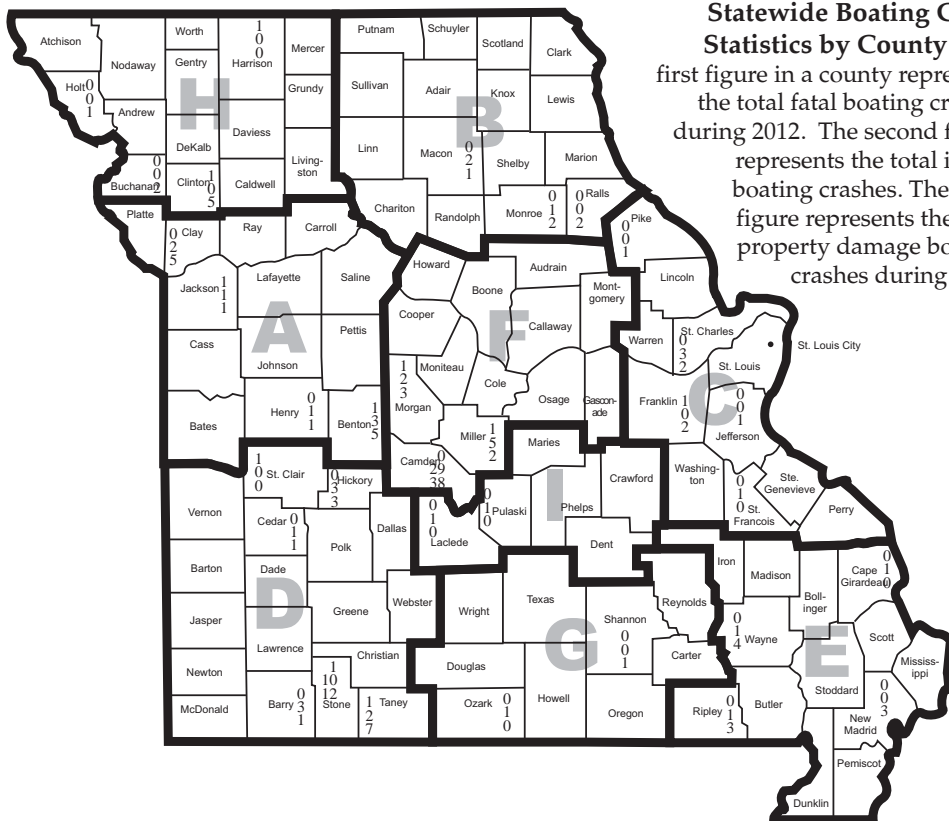 Statewide Boating C
Statistics by County
first figure in a county repre
the total fatal boating cr
during 2012. The second f
represents the total i
boating crashes. The
figure represents the
property damage bo
crashes during
Atchison
Nodaway
Worth
Gentry
1
0
0
Harrison
Mercer
Grundy
Holt
0
0
1
Andrew
H
DeKalb
Daviess
Living-
ston
0
0
2
Buchanan
Clinton
1
0
5
Caldwell
Putnam
Schuyler
Scotland
Clark
Sullivan
Adair
Knox
B
Lewis
Linn
Macon
0
2
1
Shelby
Marion
Chariton
Randolph
Monroe
0
1
2
0
0
2
Ralls
Platte
0
2
5
Clay
Ray
Carroll
Jackson
1
1
1
Lafayette
Saline
A
Cass
Johnson
Pettis
Bates
Henry
0
1
1
Benton
1
3
5
Howard
Boone
Audrain
Mont-
gomery
Cooper
F
Callaway
1
2
3
Moniteau
Cole
Osage
Gascon-
ade
Morgan
Miller
1
5
2
Camden
0
29
38
Pike
0
0
1
Lincoln
Warren
St. Charles
0
3
2
St. Louis City
St. Louis
C
Franklin
1
0
2
0
0
1
Jefferson
Washing-
ton
0
1
0
St.
Francois
Ste.
Genevieve
Perry
1
0
0
St. Clair
0
3
3
Hickory
Vernon
Cedar
0
1
1
Polk
Dallas
Barton
Dade
D
Greene
Webster
Jasper
Lawrence
Christian
Newton
McDonald
Barry
0
3
1
1
10
12
Stone
1
2
7
Taney
Maries
I
0
1
0
Laclede
0
1
0
Pulaski
Phelps
Crawford
Dent
Wright
Texas
G
Shannon
0
0
1
Reynolds
Carter
Douglas
Ozark
0
1
0
Howell
Oregon
Iron
Madison
Boll-
inger
Cape
Girardeau
0
1
0
0
1
4
Wayne
E
Scott
Mississ-
ippi
Stoddard
Ripley
0
1
3
Butler
0
0
3
New
Madrid
Pemiscot
Dunklin